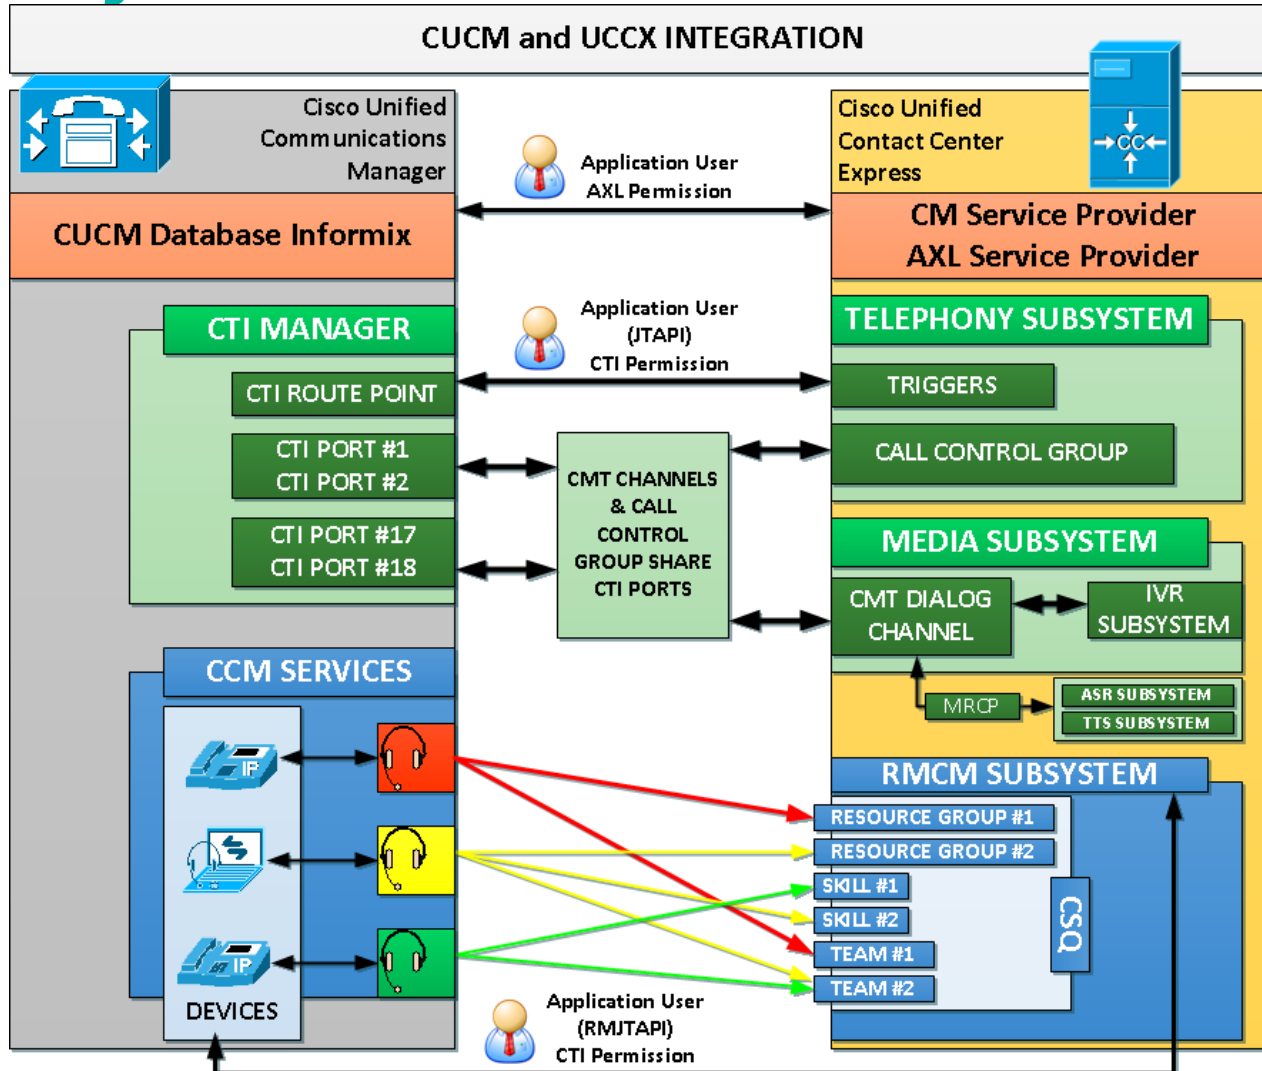 CUCM and UCCX INTEGRATION
Cisco Unified
Communications
Manager
Application User
AXL Permission
Cisco Unified
Contact Center
Express
CC
CUCM Database Informix
CM Service Provider
AXL Service Provider
CTI MANAGER
CTI ROUTE POINT
CTI PORT #1
CTI PORT #2
CTI PORT #17
CTI PORT #18
Application User
(JTAPI)
CTI Permission
CMT CHANNELS
& CALL
CONTROL
GROUP SHARE
CTI PORTS
TELEPHONY SUBSYSTEM
TRIGGERS
CALL CONTROL GROUP
MEDIA SUBSYSTEM
CMT DIALOG
CHANNEL
IVR
SUBSYSTEM
MRCP
ASR SUBSYSTEM
TTS SUBSYSTEM
CCM SERVICES
IP
IP
DEVICES
RMCM SUBSYSTEM
RESOURCE GROUP #1
RESOURCE GROUP #2
SKILL #1
SKILL #2
TEAM #1
TEAM #2
CSQ
Application User
(RMJTAPI)
CTI Permission